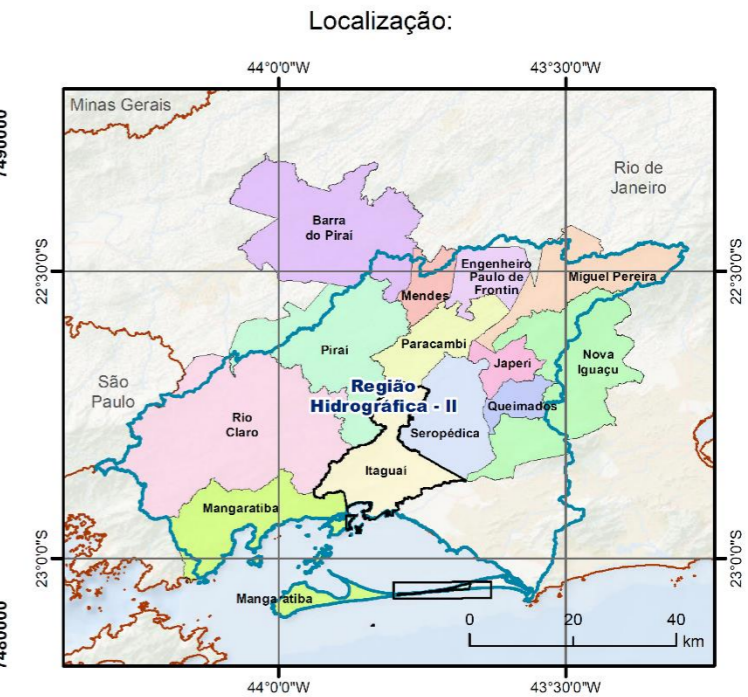 Localização:
44°0'0"W
43°30'0"W
7490000
Minas Gerais
Rio de
Janeiro
Barra
do Piraí
22°30'0"S
22°30'0"S
Engenheiro
Paulo de
Frontin
Miguel Pereira
Mendes
Piraí
Paracambi
Japeri
Nova
Iguaçu
São
Paulo
Região
Hidrográfica - II
Queimados
Rio
Claro
Seropédica
Itaguaí
Mangaratiba
23°0'0"S
23°0'0"S
Mangaratiba
0 20 40
km
7480000
44°0'0"W
43°30'0"W